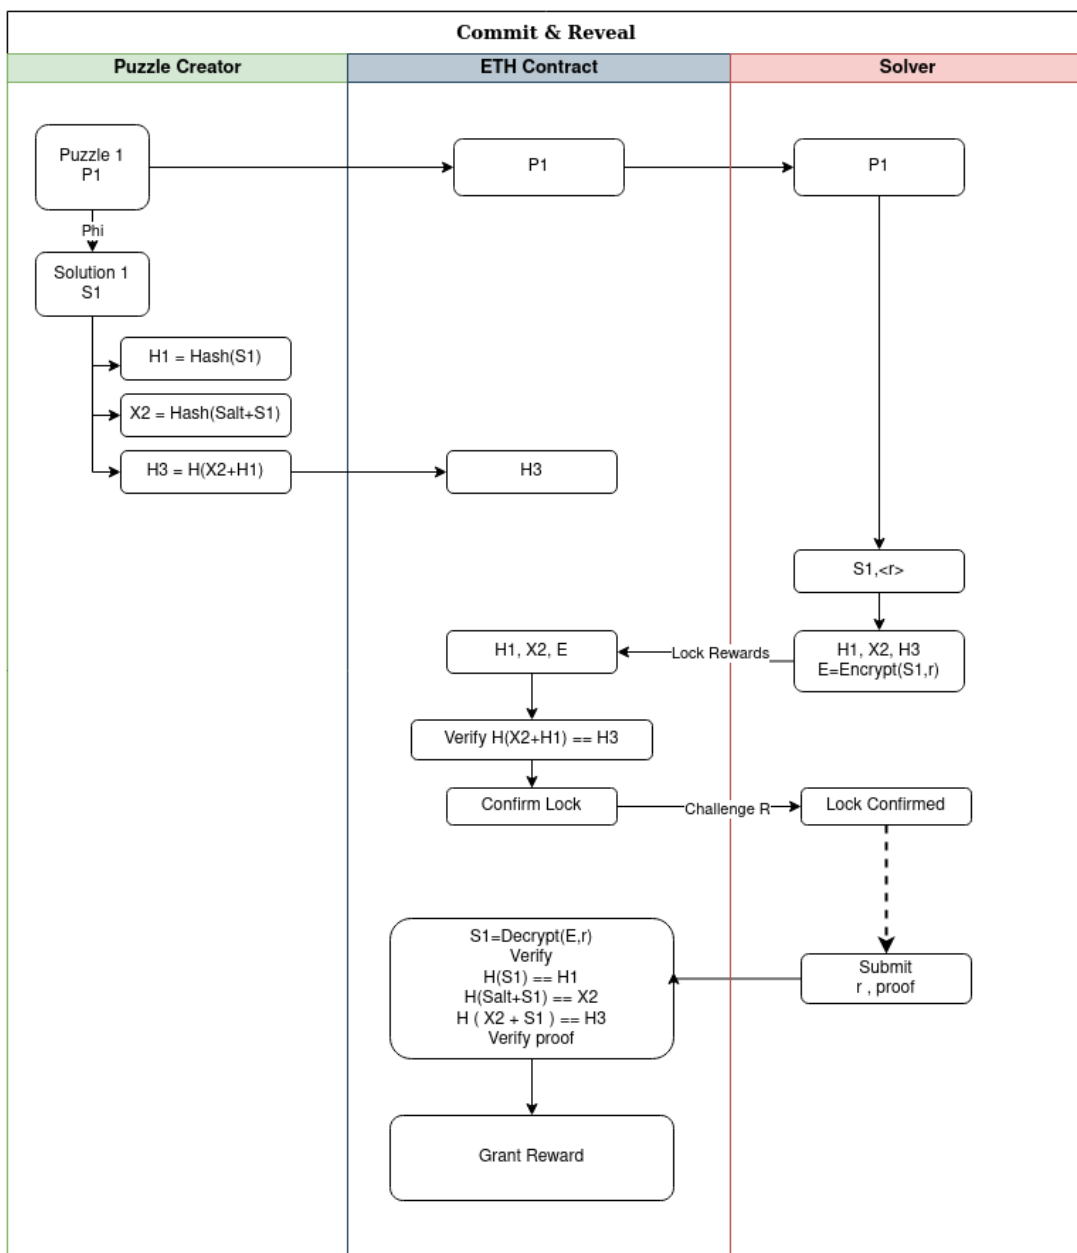 Commit & Reveal
Puzzle Creator
ETH Contract
Solver
Puzzle 1
P1
P1
P1
Phi
Solution 1
S1
H1 = Hash(S1)
X2 = Hash(Salt+S1)
H3 = H(X2+H1)
H3
S1,<r>
H1, X2, H3
E=Encrypt(S1,r)
Lock Rewards
H1, X2, E
Verify H(X2+H1) == H3
Confirm Lock
Challenge R
Lock Confirmed
Submit
r , proof
S1=Decrypt(E,r)
Verify
H(S1) == H1
H(Salt+S1) == X2
H ( X2 + S1 ) == H3
Verify proof
Grant Reward